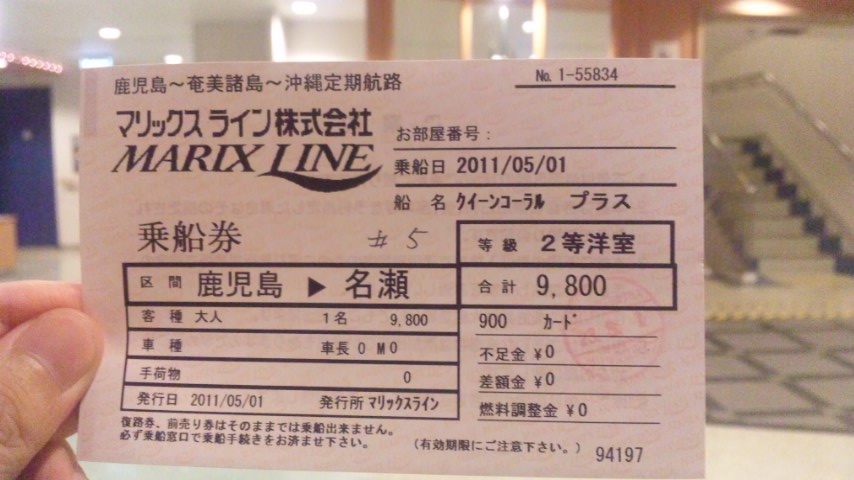 鹿児島～奄美諸島～沖縄定期航路
No. 1-55834
マリックス ライン株式会社
MARIX LINE
お部屋番号：
乗船日 2011/05/01
船 名 クイーンコーラル プラス
乗船券
#5
等級 2等洋室
区間 鹿児島 ▶ 名瀬
合計 9,800
客種 大人 1名 9,800
900 カード
車種 車長 0 M 0
不足金 ¥0
手荷物 0
差額金 ¥0
発行日 2011/05/01 発行所 マリックスライン
燃料調整金 ¥0
復路券、前売り券はそのままでは乗船出来ません。
必ず乗船窓口で乗船手続きをお済ませ下さい。
(有効期限にご注意下さい。)
94197